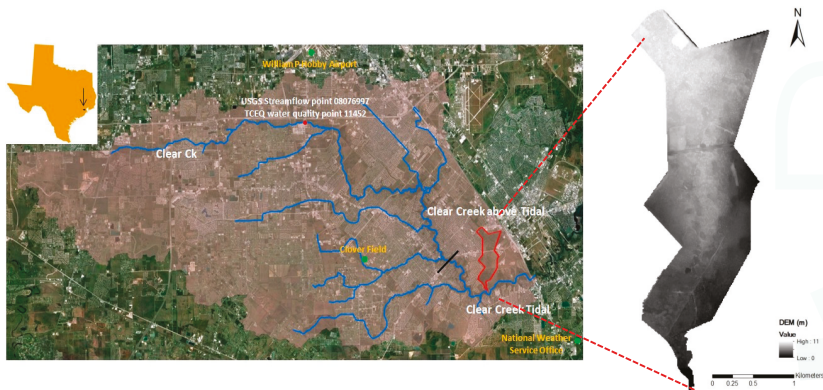 William P Hobby Airport
USGS Streamflow point 08076997
TCEQ water quality point 11452
Clear Ck
Clear Creek above Tidal
Clover Field
Clear Creek Tidal
National Weather
Service Office
N
DEM (m)
Value
High : 11
Low : 0
Kilometers
0 0.25 0.5 1